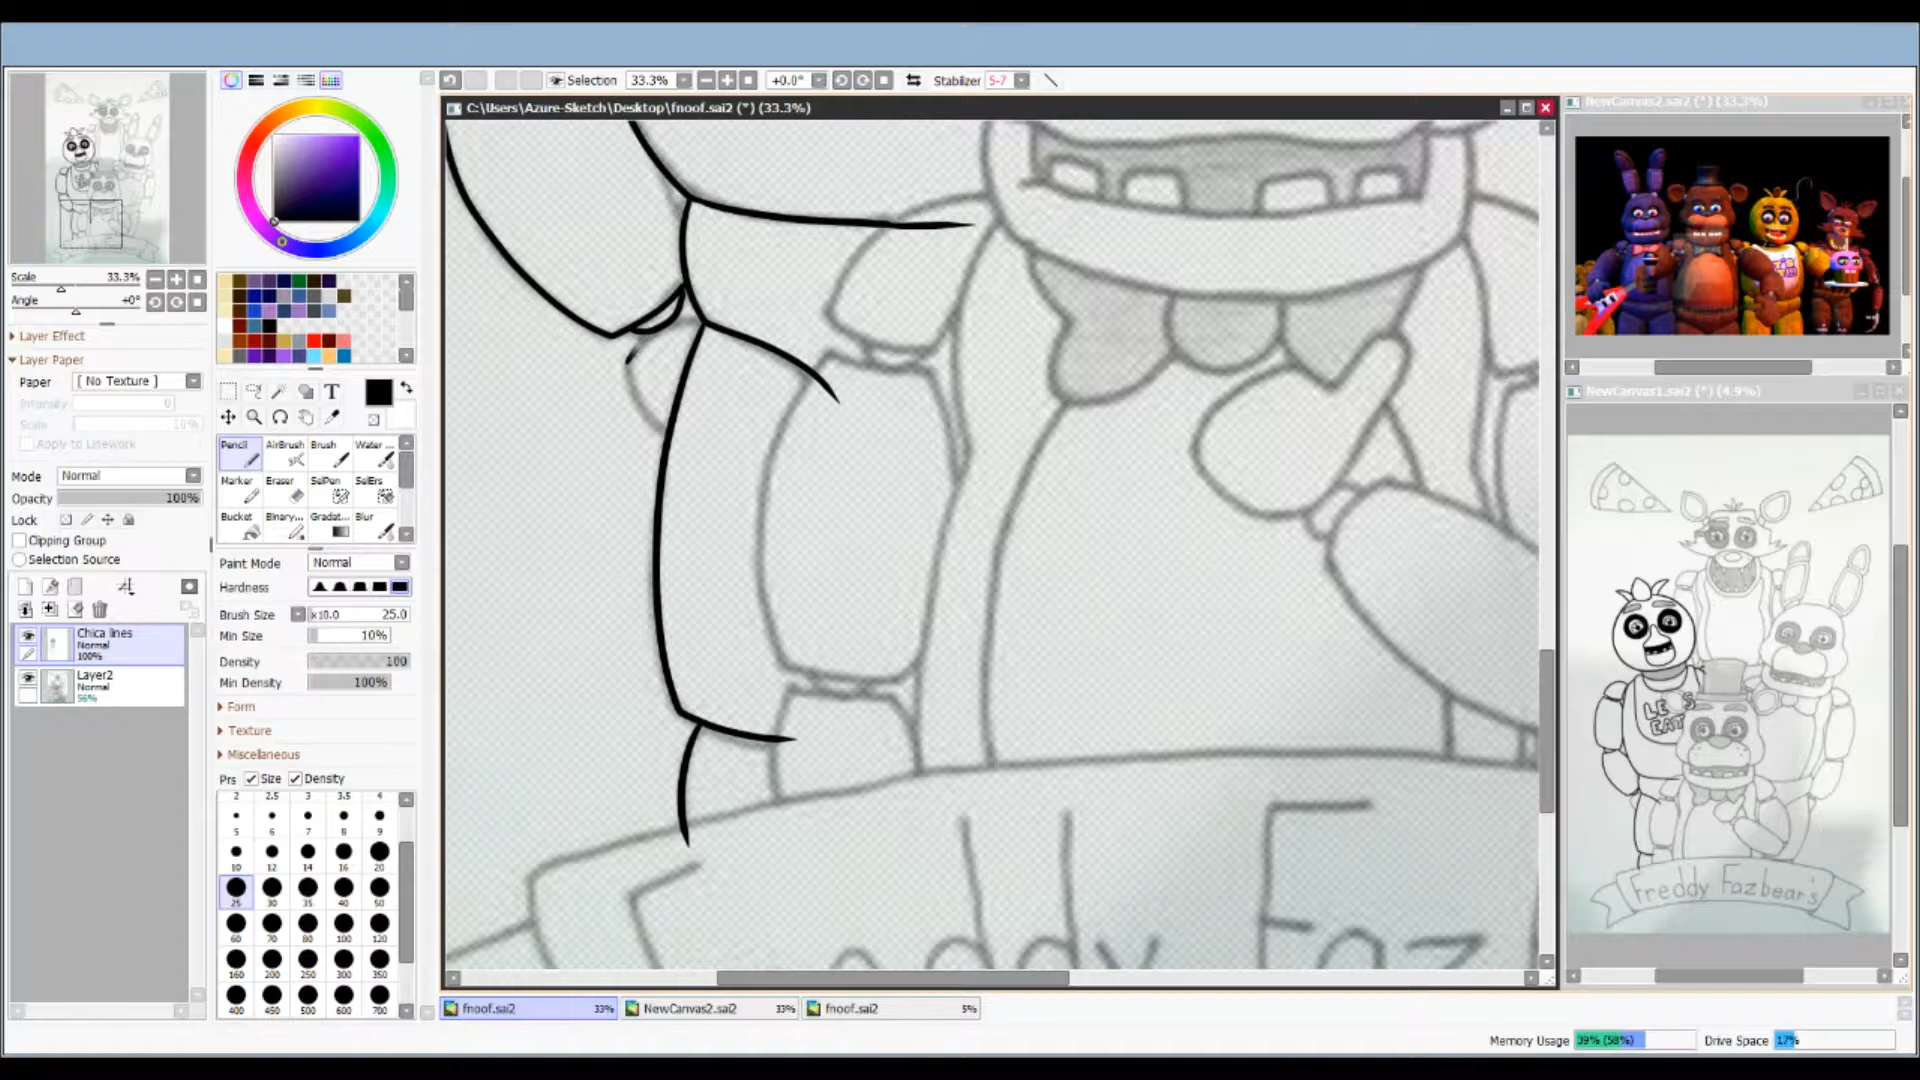 Selection 33.3% +0.0° Stabilizer S-7
C:\Users\Azure-Sketch\Desktop\fnoof.sai2 (*) (33.3%)
NewCanvas2.sai2 (*) (33.3%)
Scale 33.3%
Angle +0°
Layer Effect
Layer Paper
Paper [ No Texture ]
Intensity 0
Scale 10%
Apply to Linework
Mode Normal
Opacity 100%
Lock
Clipping Group
Selection Source
Chica lines
Normal
100%
Layer2
Normal
56%
T
Pencil AirBrush Brush Water ...
Marker Eraser SelPen SelErs
Bucket Binary... Gradat... Blur
Paint Mode Normal
Hardness
Brush Size x10.0 25.0
Min Size 10%
Density 100
Min Density 100%
Form
Texture
Miscellaneous
Prs Size Density
2 2.5 3 3.5 4
5 6 7 8 9
10 12 14 16 20
25 30 35 40 50
60 70 80 100 120
160 200 250 300 350
400 450 500 600 700
NewCanvas1.sai2 (*) (4.9%)
LET'S
EAT
Freddy Fazbear's
fnoof.sai2 33%
NewCanvas2.sai2 33%
fnoof.sai2 5%
Memory Usage 39% (58%) Drive Space 17%